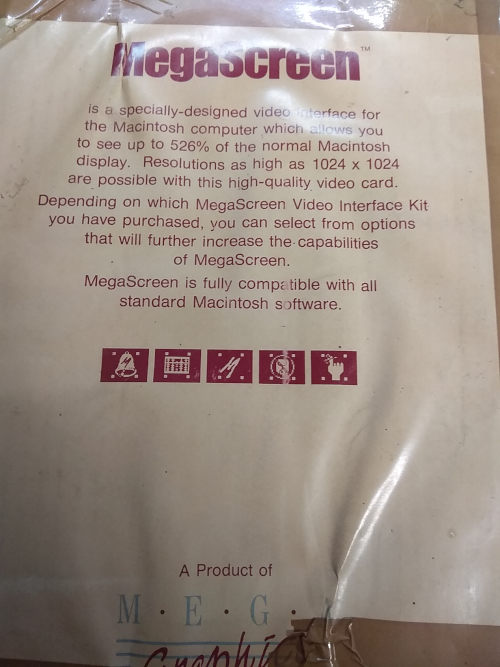 MegaScreen™
is a specially-designed video interface for
the Macintosh computer which allows you
to see up to 526% of the normal Macintosh
display. Resolutions as high as 1024 x 1024
are possible with this high-quality video card.
Depending on which MegaScreen Video Interface Kit
you have purchased, you can select from options
that will further increase the capabilities
of MegaScreen.
MegaScreen is fully compatible with all
standard Macintosh software.
A Product of
M · E · G · A
Graphics